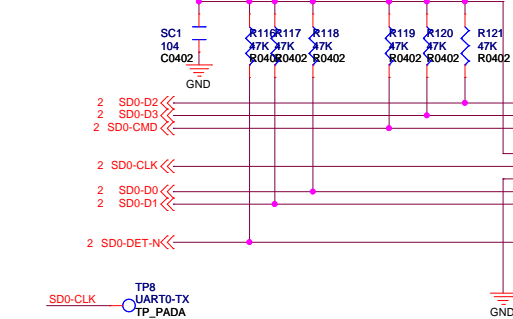 SC1
104
C0402
GND
R116
47K
R0402
R117
47K
R0402
R118
47K
R0402
R119
47K
R0402
R120
47K
R0402
R121
47K
R0402
2 SD0-D2
2 SD0-D3
2 SD0-CMD
2 SD0-CLK
2 SD0-D0
2 SD0-D1
2 SD0-DET-N
SD0-CLK
TP8
UART0-TX
TP_PADA
GND